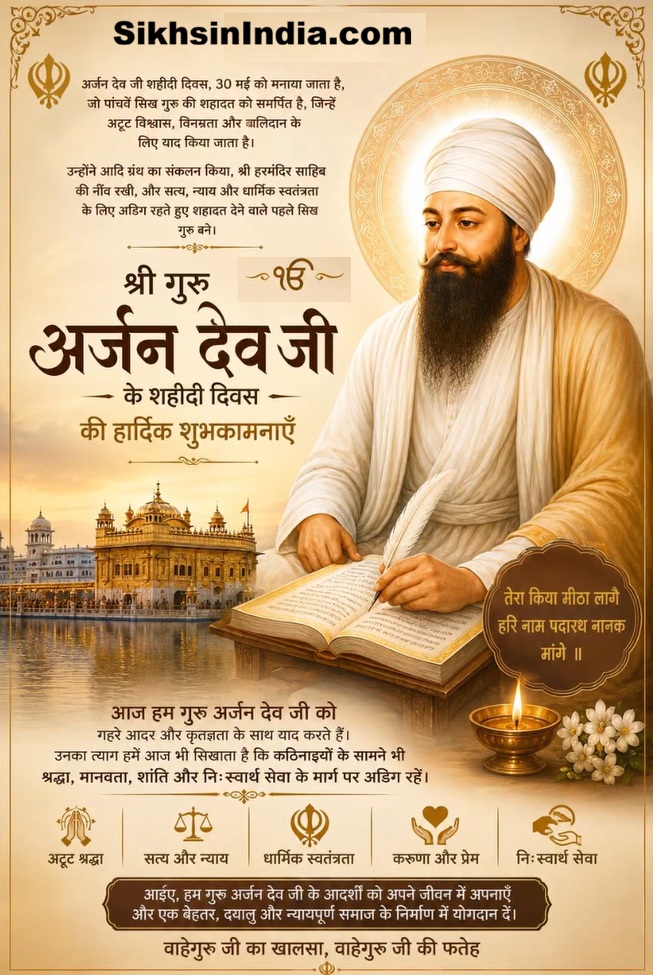 SikhsinIndia.com
अर्जन देव जी शहीदी दिवस, 30 मई को मनाया जाता है,
जो पांचवें सिख गुरु की शहादत को समर्पित है, जिन्हें
अटूट विश्वास, विनम्रता और बालिदान के
लिए याद किया जाता है।
उन्होंने आदि ग्रंथ का संकलन किया, श्री हरमंदिर साहिब
की नींव रखी, और सत्य, न्याय और धार्मिक स्वतंत्रता
के लिए अडिग रहते हुए शहादत देने वाले पहले सिख
गुरु बने।
श्री गुरु ੴ
अर्जन देव जी
के शहीदी दिवस
की हार्दिक शुभकामनाएँ
तेरा किया मीठा लागै
हरि नाम पदारथ नानक
मांगे ॥
आज हम गुरु अर्जन देव जी को
गहरे आदर और कृतज्ञता के साथ याद करते हैं।
उनका त्याग हमें आज भी सिखाता है कि कठिनाइयों के सामने भी
श्रद्धा, मानवता, शांति और निःस्वार्थ सेवा के मार्ग पर अडिग रहें।
अटूट श्रद्धा
सत्य और न्याय
धार्मिक स्वतंत्रता
करुणा और प्रेम
निःस्वार्थ सेवा
आईए, हम गुरु अर्जन देव जी के आदर्शों को अपने जीवन में अपनाएँ
और एक बेहतर, दयालु और न्यायपूर्ण समाज के निर्माण में योगदान दें।
वाहेगुरु जी का खालसा, वाहेगुरु जी की फतेह